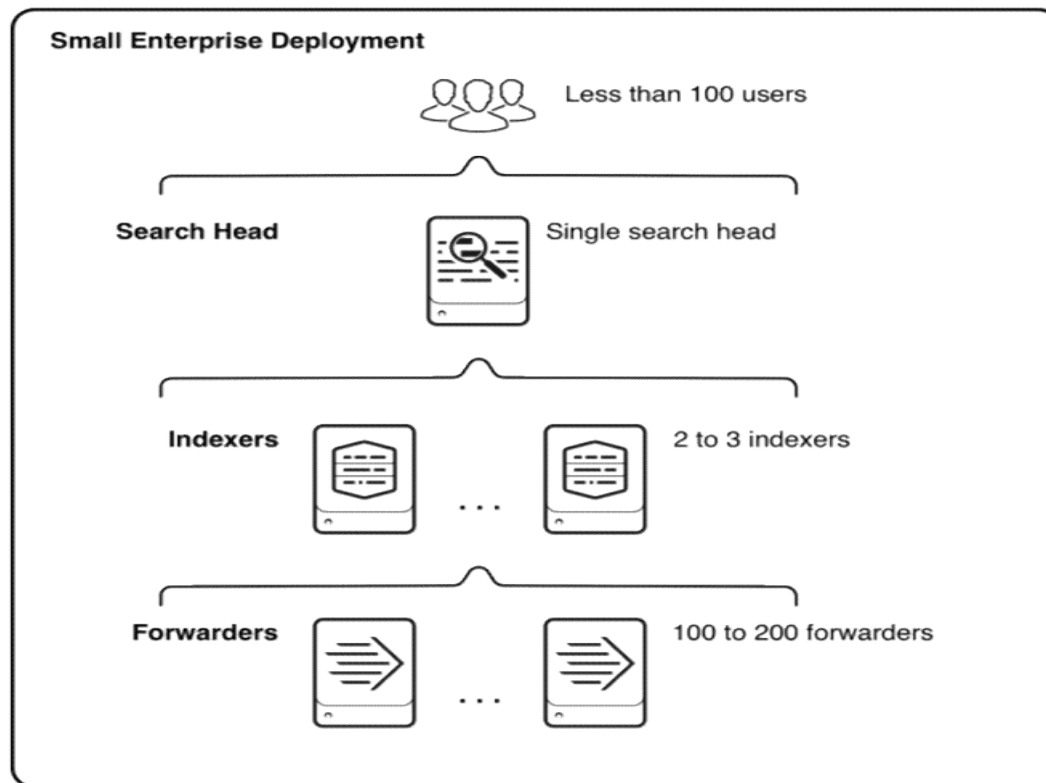 Small Enterprise Deployment
Less than 100 users
Search Head
Single search head
Indexers
2 to 3 indexers
. . .
Forwarders
100 to 200 forwarders
. . .